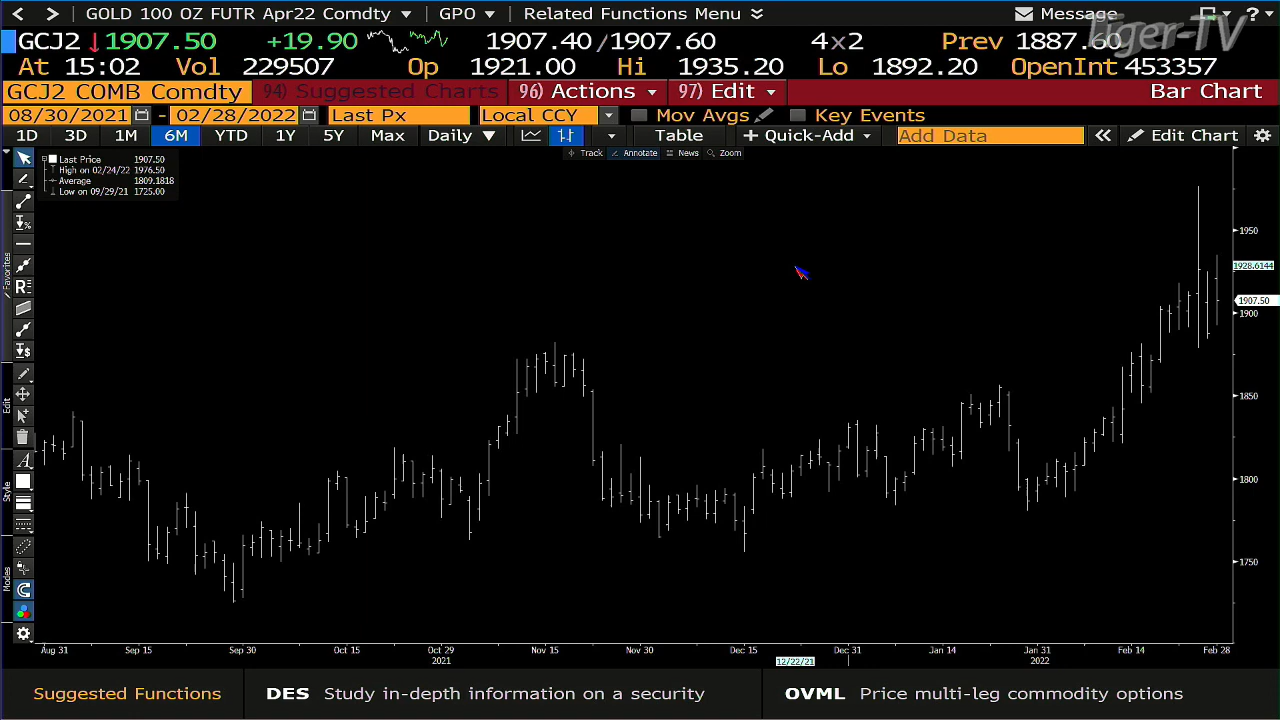 < > GOLD 100 OZ FUTR Apr22 Comdty GPO Related Functions Menu Message ?
Tiger-TV
GCJ2 ↓1907.50 +19.90 1907.40/1907.60 4×2 Prev 1887.60
At 15:02 Vol 229507 Op 1921.00 Hi 1935.20 Lo 1892.20 OpenInt 453357
GCJ2 COMB Comdty 94) Suggested Charts 96) Actions 97) Edit Bar Chart
08/30/2021 - 02/28/2022 Last Px Local CCY Mov Avgs Key Events
1D 3D 1M 6M YTD 1Y 5Y Max Daily ▼ Table + Quick-Add Add Data « Edit Chart
Track Annotate News Zoom
Last Price 1907.50
High on 02/24/22 1976.50
Average 1809.1818
Low on 09/29/21 1725.00
Favorites
Edit
Style
Modes
1950
1928.6144
1907.50
1900
1850
1800
1750
Aug 31 Sep 15 Sep 30 Oct 15 Oct 29 Nov 15 Nov 30 Dec 15 Dec 31 Jan 14 Jan 31 Feb 14 Feb 28
2021 12/22/21 2022
Suggested Functions DES Study in-depth information on a security OVML Price multi-leg commodity options